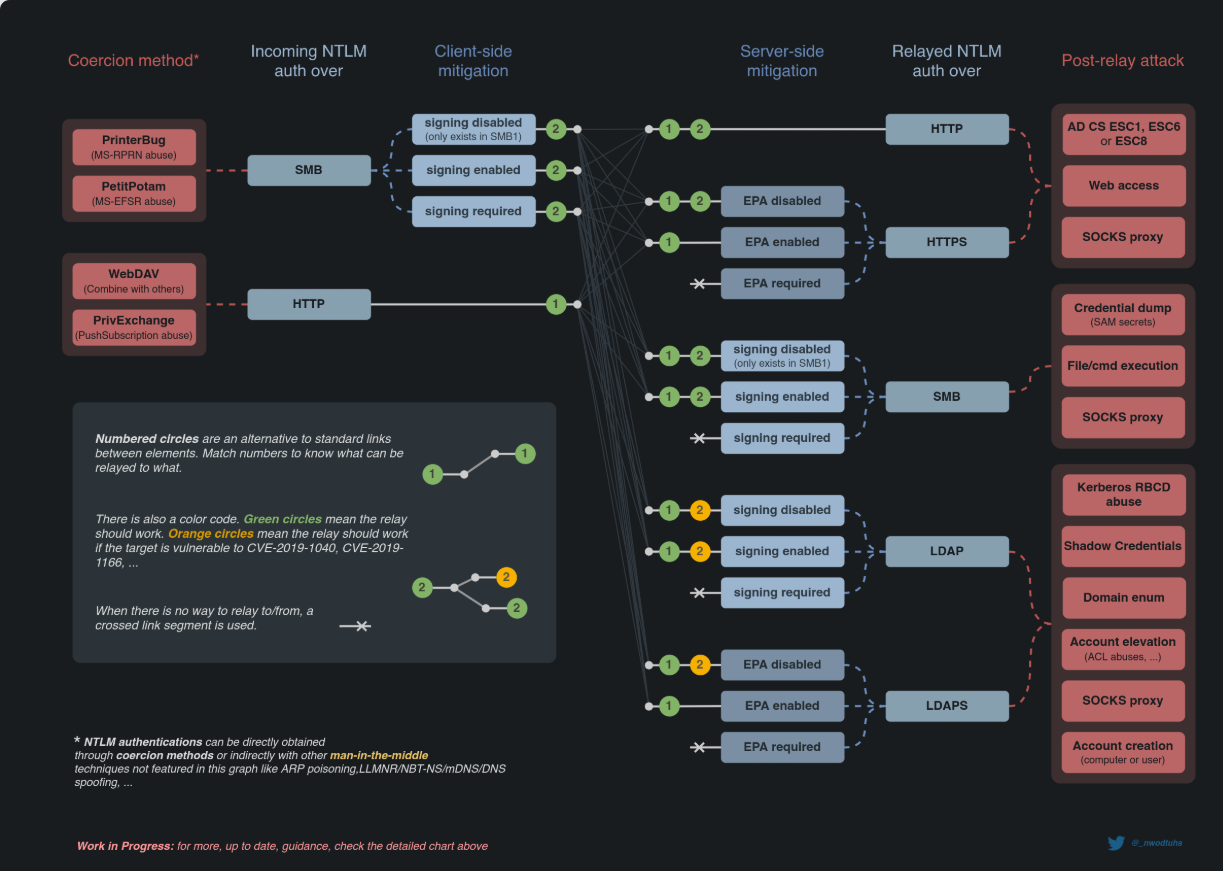 Coercion method*
Incoming NTLM
auth over
Client-side
mitigation
Server-side
mitigation
Relayed NTLM
auth over
Post-relay attack
PrinterBug
(MS-RPRN abuse)
PetitPotam
(MS-EFSR abuse)
SMB
signing disabled
(only exists in SMB1)
2
signing enabled
2
signing required
2
WebDAV
(Combine with others)
PrivExchange
(PushSubscription abuse)
HTTP
1
1 2
HTTP
1 2 EPA disabled
1 EPA enabled
EPA required
HTTPS
1 2 signing disabled
(only exists in SMB1)
1 2 signing enabled
signing required
SMB
1 2 signing disabled
1 2 signing enabled
signing required
LDAP
1 2 EPA disabled
1 EPA enabled
EPA required
LDAPS
AD CS ESC1, ESC6
or ESC8
Web access
SOCKS proxy
Credential dump
(SAM secrets)
File/cmd execution
SOCKS proxy
Kerberos RBCD
abuse
Shadow Credentials
Domain enum
Account elevation
(ACL abuses, ...)
SOCKS proxy
Account creation
(computer or user)
Numbered circles are an alternative to standard links
between elements. Match numbers to know what can be
relayed to what.
1 1
There is also a color code. Green circles mean the relay
should work. Orange circles mean the relay should work
if the target is vulnerable to CVE-2019-1040, CVE-2019-
1166, ...
2 2
2
When there is no way to relay to/from, a
crossed link segment is used.
* NTLM authentications can be directly obtained
through coercion methods or indirectly with other man-in-the-middle
techniques not featured in this graph like ARP poisoning,LLMNR/NBT-NS/mDNS/DNS
spoofing, ...
Work in Progress: for more, up to date, guidance, check the detailed chart above
@_nwodtuhs